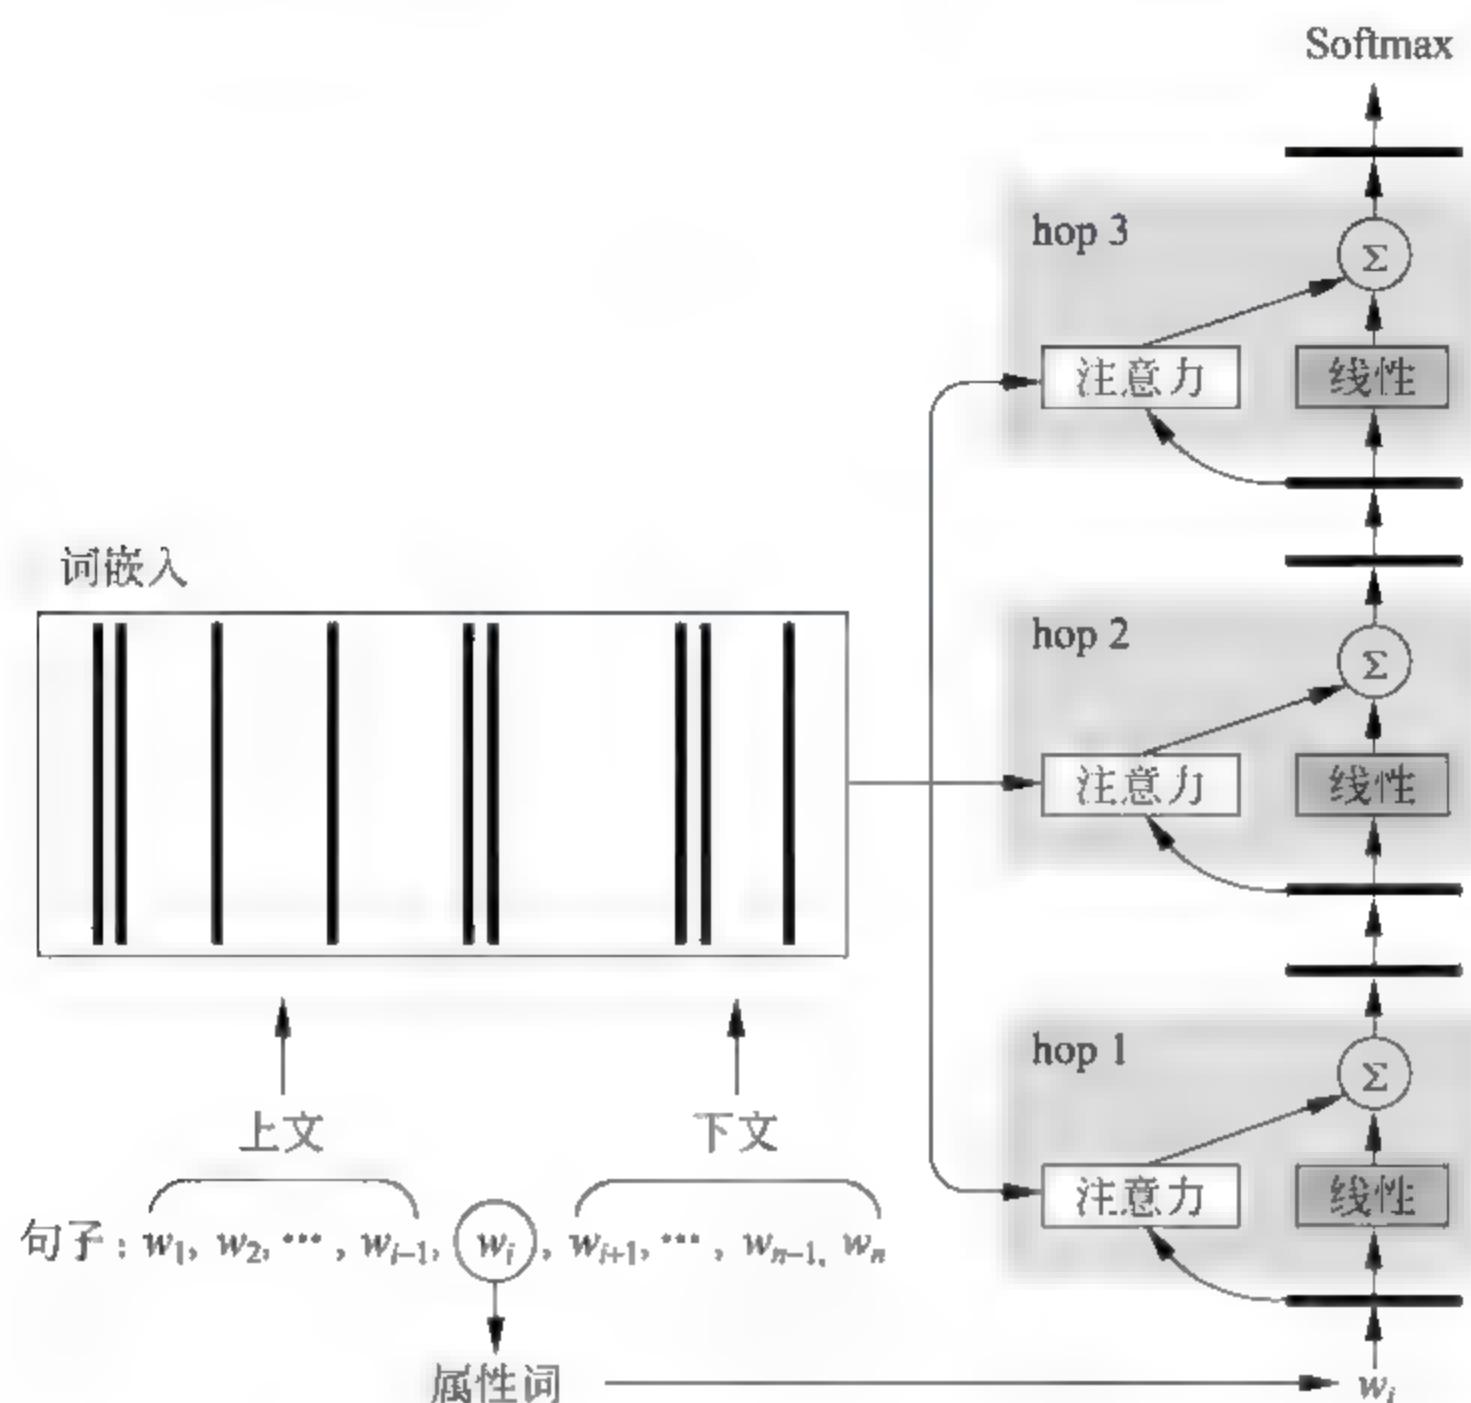 Softmax
hop 3
Σ
注意力
线性
词嵌入
hop 2
Σ
注意力
线性
hop 1
Σ
上文
下文
注意力
线性
句子：w₁, w₂, ⋯, wᵢ₋₁, wᵢ, wᵢ₊₁, ⋯, wₙ₋₁, wₙ
属性词
wᵢ